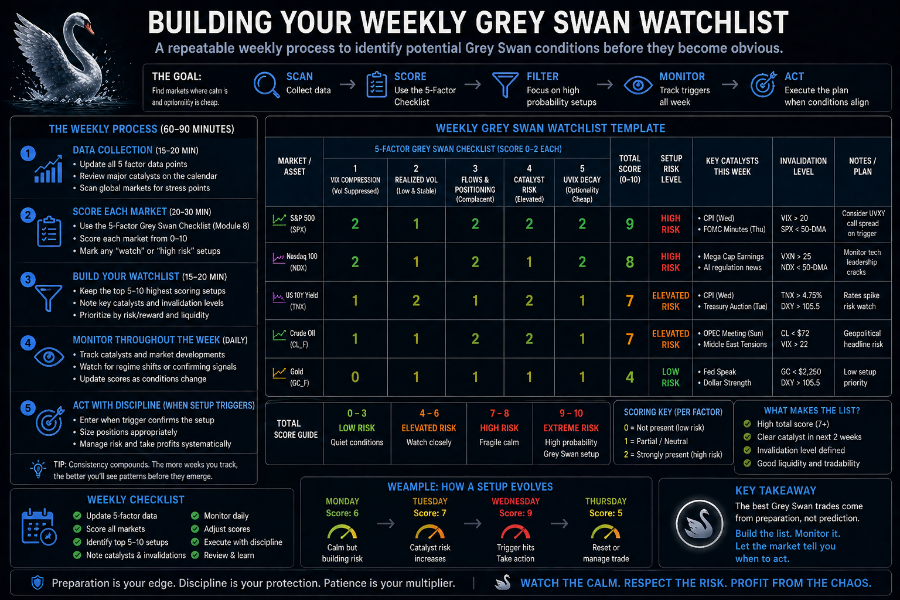 BUILDING YOUR WEEKLY GREY SWAN WATCHLIST
A repeatable weekly process to identify potential Grey Swan conditions before they become obvious.
THE GOAL:
Find markets where calm is
and optionality is cheap.
SCAN
Collect data
SCORE
Use the 5-Factor
Checklist
FILTER
Focus on high
probability setups
MONITOR
Track triggers
all week
ACT
Execute the plan
when conditions align
THE WEEKLY PROCESS (60–90 MINUTES)
1
DATA COLLECTION (15–20 MIN)
• Update all 5 factor data points
• Review major catalysts on the calendar
• Scan global markets for stress points
2
SCORE EACH MARKET (20–30 MIN)
• Use the 5-Factor Grey Swan Checklist (Module 8)
• Score each market from 0–10
• Mark any "watch" or "high risk" setups
3
BUILD YOUR WATCHLIST (15–20 MIN)
• Keep the top 5–10 highest scoring setups
• Note key catalysts and invalidation levels
• Prioritize by risk/reward and liquidity
4
MONITOR THROUGHOUT THE WEEK (DAILY)
• Track catalysts and market developments
• Watch for regime shifts or confirming signals
• Update scores as conditions change
5
ACT WITH DISCIPLINE (WHEN SETUP TRIGGERS)
• Enter when trigger confirms the setup
• Size positions appropriately
• Manage risk and take profits systematically
TIP: Consistency compounds. The more weeks you track,
the better you'll see patterns before they emerge.
WEEKLY GREY SWAN WATCHLIST TEMPLATE
MARKET /
ASSET
5-FACTOR GREY SWAN CHECKLIST (SCORE 0–2 EACH)
1
VIX COMPRESSION
(Vol Suppressed)
2
REALIZED VOL
(Low & Stable)
3
FLOWS &
POSITIONING
(Complacent)
4
CATALYST
RISK
(Elevated)
5
UVIX DECAY
(Optionality
Cheap)
TOTAL
SCORE
(0–10)
SETUP
RISK
LEVEL
KEY CATALYSTS
THIS WEEK
INVALIDATION
LEVEL
NOTES /
PLAN
S&P 500
(SPX)
2 1 2 2 2 9
HIGH
RISK
• CPI (Wed)
• FOMC Minutes (Thu)
VIX > 20
SPX < 50-DMA
Consider UVXY
call spread
on trigger
Nasdaq 100
(NDX)
2 1 2 1 2 8
HIGH
RISK
• Mega Cap Earnings
• AI regulation news
VXN > 25
NDX < 50-DMA
Monitor tech
leadership
cracks
US 10Y Yield
(TNX)
1 2 1 2 1 7
ELEVATED
RISK
• CPI (Wed)
• Treasury Auction (Tue)
TNX > 4.75%
DXY > 105.5
Rates spike
risk watch
Crude Oil
(CL_F)
1 1 2 2 1 7
ELEVATED
RISK
• OPEC Meeting (Sun)
• Middle East Tensions
CL < $72
VIX > 22
Geopolitical
headline risk
Gold
(GC_F)
0 1 1 1 1 4
LOW
RISK
• Fed Speak
• Dollar Strength
GC < $2,250
DXY > 105.5
Low setup
priority
TOTAL
SCORE GUIDE
0 – 3
LOW RISK
Quiet conditions
4 – 6
ELEVATED RISK
Watch closely
7 – 8
HIGH RISK
Fragile calm
9 – 10
EXTREME RISK
High probability
Grey Swan setup
SCORING KEY (PER FACTOR)
0 = Not present (low risk)
1 = Partial / Neutral
2 = Strongly present (high risk)
WHAT MAKES THE LIST?
High total score (7+)
Clear catalyst in next 2 weeks
Invalidation level defined
Good liquidity and tradability
WEEKLY CHECKLIST
Update 5-factor data
Score all markets
Identify top 5–10 setups
Note catalysts & invalidations
Monitor daily
Adjust scores
Execute with discipline
Review & learn
WEAMPLE: HOW A SETUP EVOLVES
MONDAY
Score: 6
Calm but
building risk
TUESDAY
Score: 7
Catalyst risk
increases
WEDNESDAY
Score: 9
Trigger hits
Take action
THURSDAY
Score: 5
Reset or
manage trade
KEY TAKEAWAY
The best Grey Swan trades come
from preparation, not prediction.
Build the list. Monitor it.
Let the market tell you
when to act.
Preparation is your edge. Discipline is your protection. Patience is your multiplier.
WATCH THE CALM. RESPECT THE RISK. PROFIT FROM THE CHAOS.